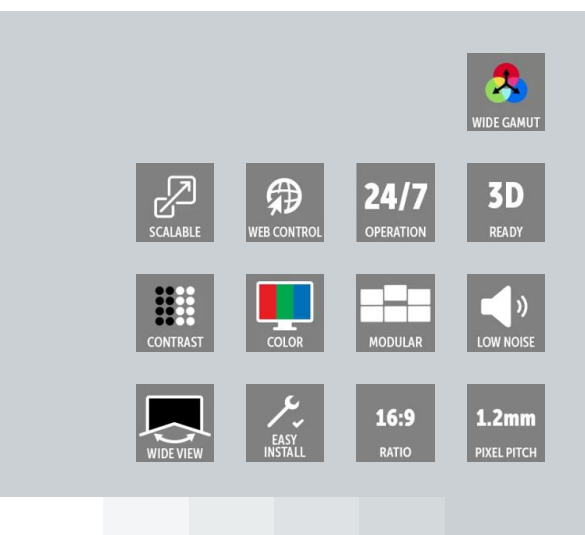 WIDE GAMUT
SCALABLE
WEB CONTROL
24/7
OPERATION
3D
READY
CONTRAST
COLOR
MODULAR
LOW NOISE
WIDE VIEW
EASY
INSTALL
16:9
RATIO
1.2mm
PIXEL PITCH